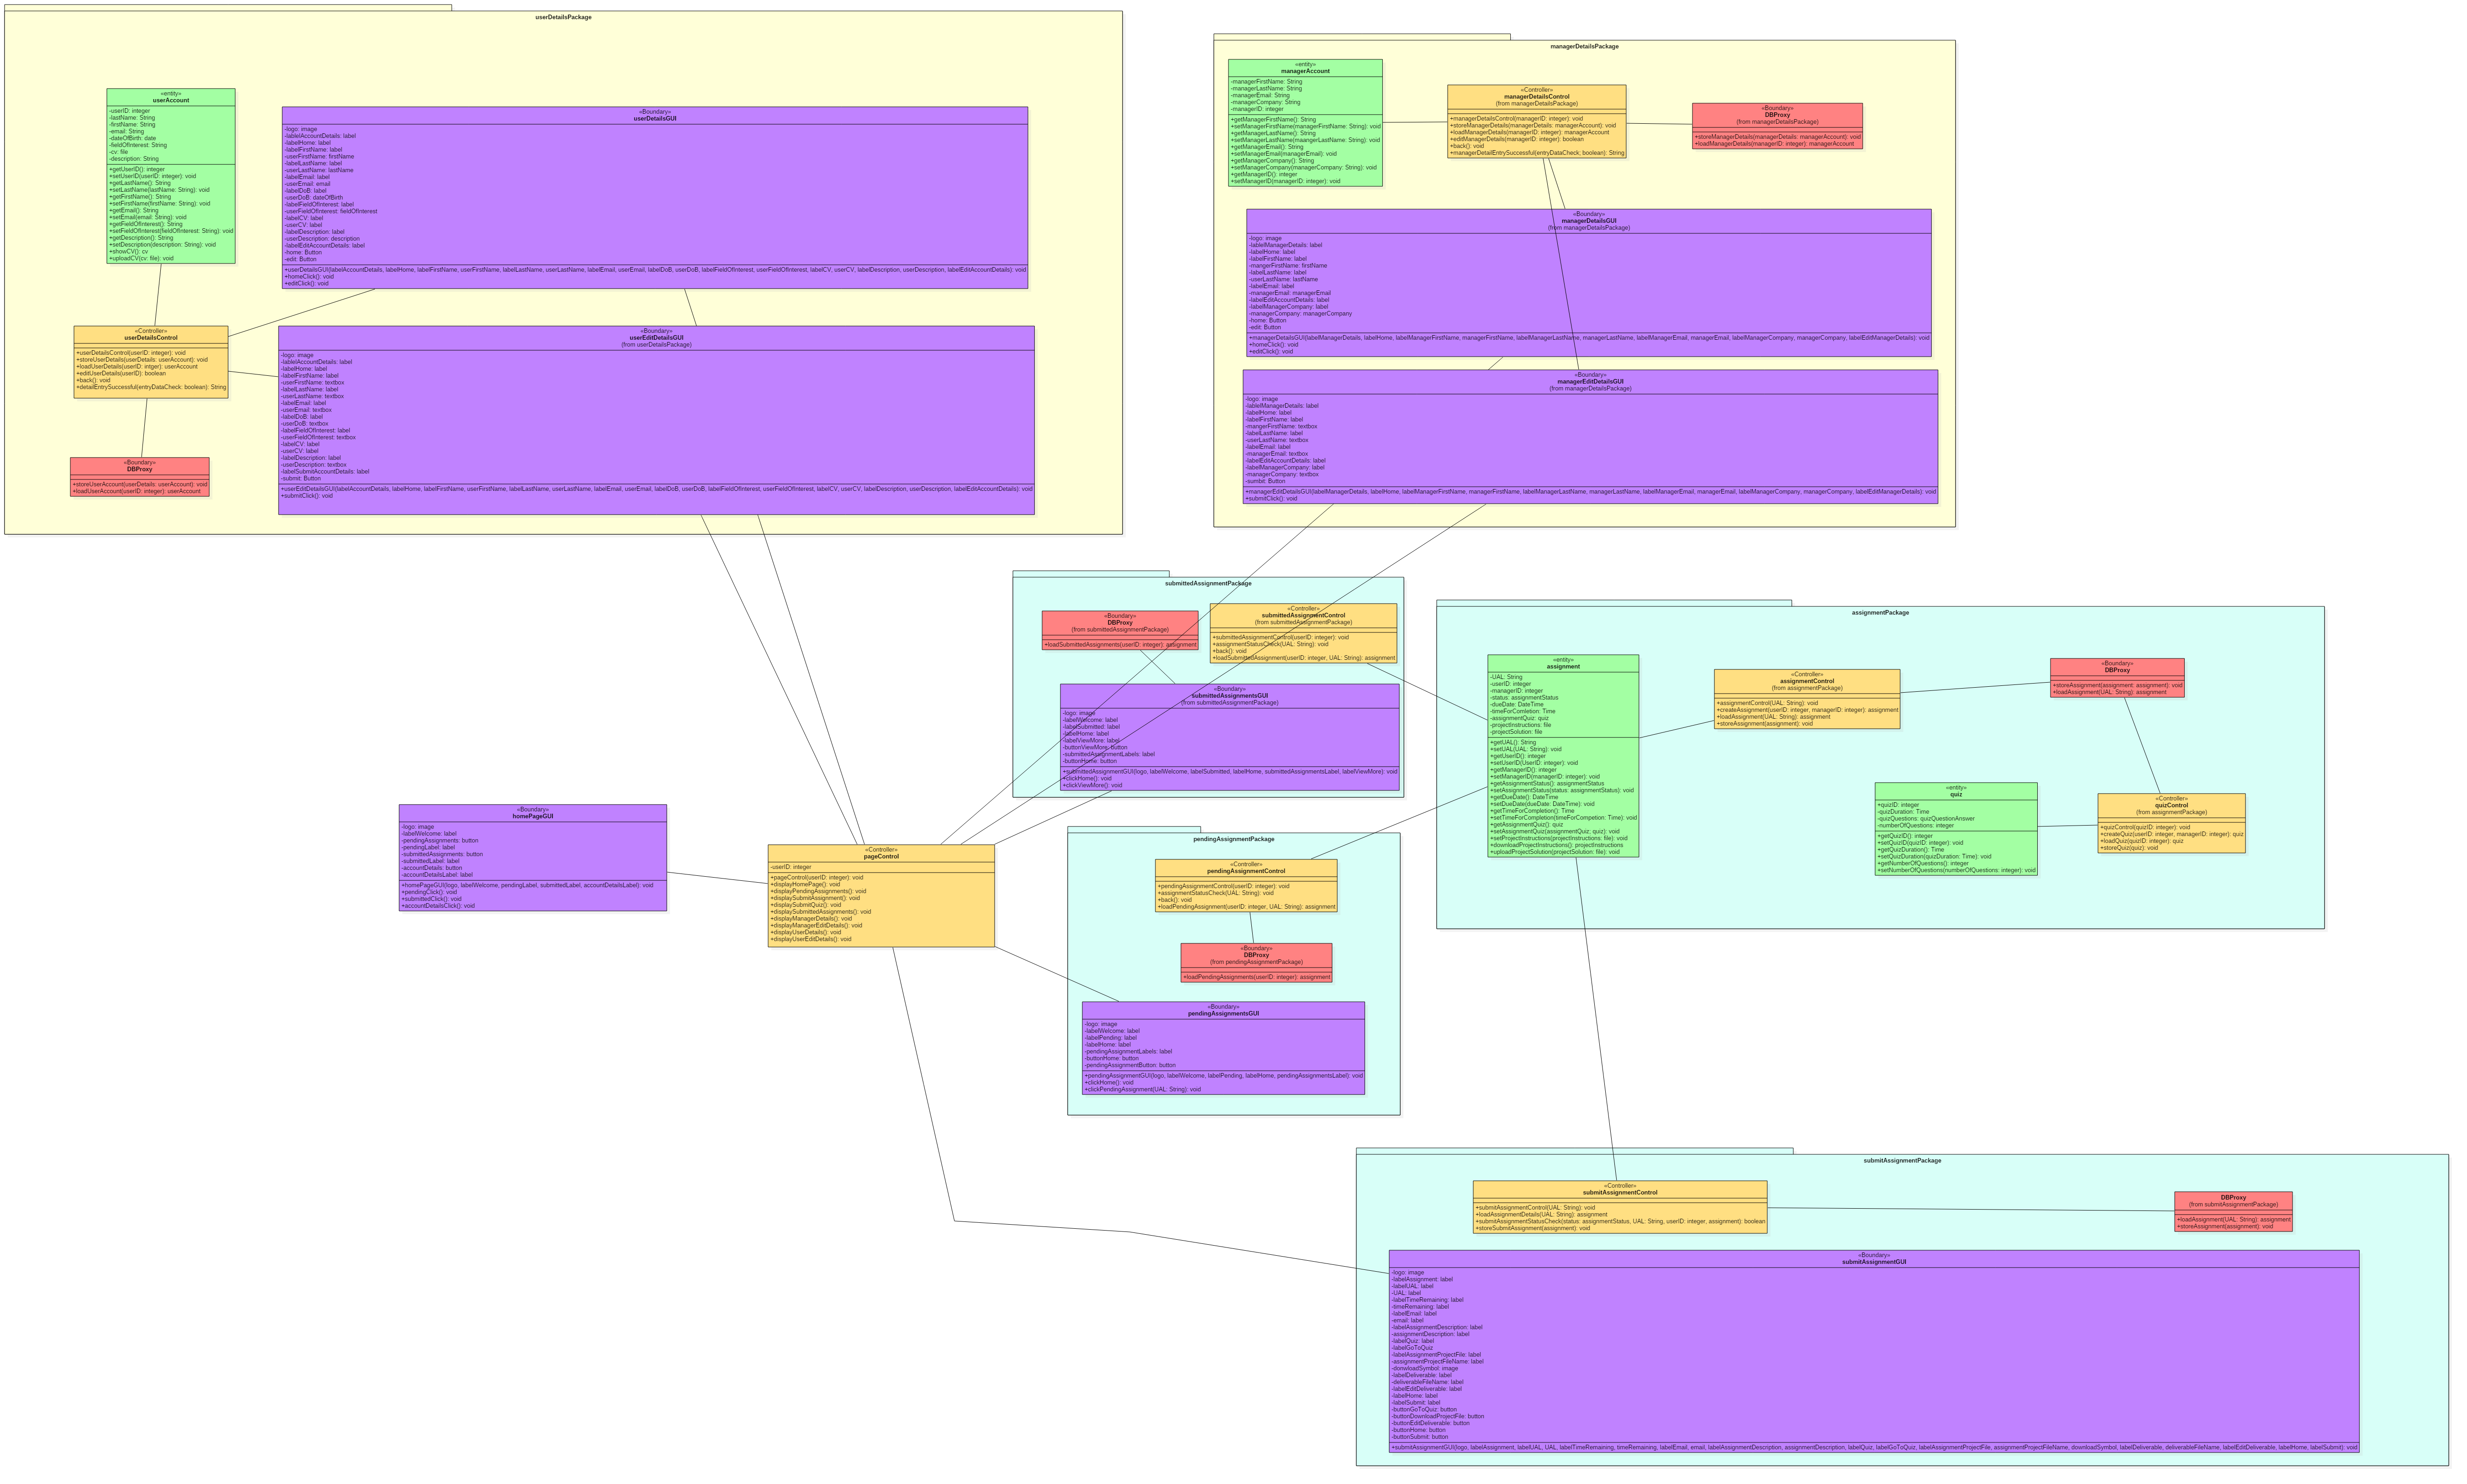 userDetailsPackage
«entity»
userAccount
-userID: integer
-lastName: String
-firstName: String
-email: String
-dateOfBirth: date
-fieldOfInterest: String
-cv: file
-description: String
+getUserID(): integer
+setUserID(userID: integer): void
+getLastName(): String
+setLastName(lastName: String): void
+getFirstName(): String
+setFirstName(firstName: String): void
+getEmail(): String
+setEmail(email: String): void
+getFieldOfInterest(): String
+setFieldOfInterest(fieldOfInterest: String): void
+getDescription(): String
+setDescription(description: String): void
+showCV(): cv
+uploadCV(cv: file): void
«Boundary»
userDetailsGUI
-logo: image
-lablelAccountDetails: label
-labelHome: label
-labelFirstName: label
-userFirstName: firstName
-labelLastName: label
-userLastName: lastName
-labelEmail: label
-userEmail: email
-labelDoB: label
-userDoB: dateOfBirth
-labelFieldOfInterest: label
-userFieldOfInterest: fieldOfInterest
-labelCV: label
-userCV: label
-labelDescription: label
-userDescription: description
-labelEditAccountDetails: label
-home: Button
-edit: Button
+userDetailsGUI(labelAccountDetails, labelHome, labelFirstName, userFirstName, labelLastName, userLastName, labelEmail, userEmail, labelDoB, userDoB, labelFieldOfInterest, userFieldOfInterest, labelCV, userCV, labelDescription, userDescription, labelEditAccountDetails): void
+homeClick(): void
+editClick(): void
«Controller»
userDetailsControl
+userDetailsControl(userID: integer): void
+storeUserDetails(userDetails: userAccount): void
+loadUserDetails(userID: intger): userAccount
+editUserDetails(userID): boolean
+back(): void
+detailEntrySuccessful(entryDataCheck: boolean): String
«Boundary»
userEditDetailsGUI
(from userDetailsPackage)
-logo: image
-lablelAccountDetails: label
-labelHome: label
-labelFirstName: label
-userFirstName: textbox
-labelLastName: label
-userLastName: textbox
-labelEmail: label
-userEmail: textbox
-labelDoB: label
-userDoB: textbox
-labelFieldOfInterest: label
-userFieldOfInterest: textbox
-labelCV: label
-userCV: label
-labelDescription: label
-userDescription: textbox
-labelSubmitAccountDetails: label
-submit: Button
+userEditDetailsGUI(labelAccountDetails, labelHome, labelFirstName, userFirstName, labelLastName, userLastName, labelEmail, userEmail, labelDoB, userDoB, labelFieldOfInterest, userFieldOfInterest, labelCV, userCV, labelDescription, userDescription, labelEditAccountDetails): void
+submitClick(): void
«Boundary»
DBProxy
+storeUserAccount(userDetails: userAccount): void
+loadUserAccount(userID: integer): userAccount
managerDetailsPackage
«entity»
managerAccount
-managerFirstName: String
-managerLastName: String
-managerEmail: String
-managerCompany: String
-managerID: integer
+getManagerFirstName(): String
+setManagerFirstName(managerFirstName: String): void
+getManagerLastName(): String
+setManagerLastName(maangerLastName: String): void
+getManagerEmail(): String
+setManagerEmail(managerEmail): void
+getManagerCompany(): String
+setManagerCompany(managerCompany: String): void
+getManagerID(): integer
+setManagerID(managerID: integer): void
«Controller»
managerDetailsControl
(from managerDetailsPackage)
+managerDetailsControl(managerID: integer): void
+storeManagerDetails(managerDetails: managerAccount): void
+loadManagerDetails(managerID: integer): managerAccount
+editManagerDetails(managerID: integer): boolean
+back(): void
+managerDetailEntrySuccessful(entryDataCheck; boolean): String
«Boundary»
DBProxy
(from managerDetailsPackage)
+storeManagerDetails(managerDetails: managerAccount): void
+loadManagerDetails(managerID: integer): managerAccount
«Boundary»
managerDetailsGUI
(from managerDetailsPackage)
-logo: image
-lablelManagerDetails: label
-labelHome: label
-labelFirstName: label
-mangerFirstName: firstName
-labelLastName: label
-userLastName: lastName
-labelEmail: label
-managerEmail: managerEmail
-labelEditAccountDetails: label
-labelManagerCompany: label
-managerCompany: managerCompany
-home: Button
-edit: Button
+managerDetailsGUI(labelManagerDetails, labelHome, labelManagerFirstName, managerFirstName, labelManagerLastName, managerLastName, labelManagerEmail, managerEmail, labelManagerCompany, managerCompany, labelEditManagerDetails): void
+homeClick(): void
+editClick(): void
«Boundary»
managerEditDetailsGUI
(from managerDetailsPackage)
-logo: image
-lablelManagerDetails: label
-labelHome: label
-labelFirstName: label
-mangerFirstName: textbox
-labelLastName: label
-userLastName: textbox
-labelEmail: label
-managerEmail: textbox
-labelEditAccountDetails: label
-labelManagerCompany: label
-managerCompany: textbox
-sumbit: Button
+managerEditDetailsGUI(labelManagerDetails, labelHome, labelManagerFirstName, managerFirstName, labelManagerLastName, managerLastName, labelManagerEmail, managerEmail, labelManagerCompany, managerCompany, labelEditManagerDetails): void
+submitClick(): void
submittedAssignmentPackage
«Boundary»
DBProxy
(from submittedAssignmentPackage)
+loadSubmittedAssignments(userID: integer): assignment
«Controller»
submittedAssignmentControl
(from submittedAssignmentPackage)
+submittedAssignmentControl(userID: integer): void
+assignmentStatusCheck(UAL: String): void
+back(): void
+loadSubmittedAssignment(userID: integer, UAL: String): assignment
«Boundary»
submittedAssignmentsGUI
(from submittedAssignmentPackage)
-logo: image
-labelWelcome: label
-labelSubmitted: label
-labelHome: label
-labelViewMore: label
-buttonViewMore: button
-submittedAssignmentLabels: label
-buttonHome: button
+submittedAssignmentGUI(logo, labelWelcome, labelSubmitted, labelHome, submittedAssignmentsLabel, labelViewMore): void
+clickHome(): void
+clickViewMore(): void
assignmentPackage
«entity»
assignment
-UAL: String
-userID: integer
-managerID: integer
-status: assignmentStatus
-dueDate: DateTime
-timeForComletion: Time
-assignmentQuiz: quiz
-projectInstructions: file
-projectSolution: file
+getUAL(): String
+setUAL(UAL: String): void
+getUserID(): integer
+setUserID(UserID: integer): void
+getManagerID(): integer
+setManagerID(managerID: integer): void
+getAssignmentStatus(): assignmentStatus
+setAssignmentStatus(status: assignmentStatus): void
+getDueDate(): DateTime
+setDueDate(dueDate: DateTime): void
+getTimeForCompletion(): Time
+setTimeForCompletion(timeForCompetion: Time): void
+getAssignmentQuiz(): quiz
+setAssignmentQuiz(assignmentQuiz; quiz): void
+setProjectInstructions(projectInstructions: file): void
+downloadProjectInstructions(): projectInstructions
+uploadProjectSolution(projectSolution: file): void
«Controller»
assignmentControl
(from assignmentPackage)
+assignmentControl(UAL: String): void
+createAssignment(userID: integer, managerID: integer): assignment
+loadAssignment(UAL: String): assignment
+storeAssignment(assignment): void
«Boundary»
DBProxy
+storeAssignment(assignment: assignment): void
+loadAssignment(UAL: String): assignment
«entity»
quiz
+quizID: integer
-quizDuration: Time
-quizQuestions: quizQuestionAnswer
-numberOfQuestions: integer
+getQuizID(): integer
+setQuizID(quizID: integer): void
+getQuizDuration(): Time
+setQuizDuration(quizDuration: Time): void
+getNumberOfQuestions(): integer
+setNumberOfQuestions(numberOfQuestions: integer): void
«Controller»
quizControl
(from assignmentPackage)
+quizControl(quizID: integer): void
+createQuiz(userID: integer, managerID: integer): quiz
+loadQuiz(quizID: integer): quiz
+storeQuiz(quiz): void
«Boundary»
homePageGUI
-logo: image
-labelWelcome: label
-pendingAssignments: button
-pendingLabel: label
-submittedAssignments: button
-submittedLabel: label
-accountDetails: button
-accountDetailsLabel: label
+homePageGUI(logo, labelWelcome, pendingLabel, submittedLabel, accountDetailsLabel): void
+pendingClick(): void
+submittedClick(): void
+accountDetailsClick(): void
«Controller»
pageControl
-userID: integer
+pageControl(userID: integer): void
+displayHomePage(): void
+displayPendingAssignments(): void
+displaySubmitAssignment(): void
+displaySubmitQuiz(): void
+displaySubmittedAssignments(): void
+displayManagerDetails(): void
+displayManagerEditDetails(): void
+displayUserDetails(): void
+displayUserEditDetails(): void
pendingAssignmentPackage
«Controller»
pendingAssignmentControl
+pendingAssignmentControl(userID: integer): void
+assignmentStatusCheck(UAL: String): void
+back(): void
+loadPendingAssignment(userID: integer, UAL: String): assignment
«Boundary»
DBProxy
(from pendingAssignmentPackage)
+loadPendingAssignments(userID: integer): assignment
«Boundary»
pendingAssignmentsGUI
-logo: image
-labelWelcome: label
-labelPending: label
-labelHome: label
-pendingAssignmentLabels: label
-buttonHome: button
-pendingAssignmentButton: button
+pendingAssignmentGUI(logo, labelWelcome, labelPending, labelHome, pendingAssignmentsLabel): void
+clickHome(): void
+clickPendingAssignment(UAL: String): void
submitAssignmentPackage
«Controller»
submitAssignmentControl
+submitAssignmentControl(UAL: String): void
+loadAssignmentDetails(UAL: String): assignment
+submitAssignmentStatusCheck(status: assignmentStatus, UAL: String, userID: integer, assignment): boolean
+storeSubmitAssignment(assignment): void
DBProxy
(from submitAssignmentPackage)
+loadAssignment(UAL: String): assignment
+storeAssignment(assignment): void
«Boundary»
submitAssignmentGUI
-logo: image
-labelAssignment: label
-labelUAL: label
-UAL: label
-labelTimeRemaining: label
-timeRemaining: label
-labelEmail: label
-email: label
-labelAssignmentDescription: label
-assignmentDescription: label
-labelQuiz: label
-labelGoToQuiz
-labelAssignmentProjectFile: label
-assignmentProjectFileName: label
-donwloadSymbol: image
-labelDeliverable: label
-deliverableFileName: label
-labelEditDeliverable: label
-labelHome: label
-labelSubmit: label
-buttonGoToQuiz: button
-buttonDownloadProjectFile: button
-buttonEditDeliverable: button
-buttonHome: button
-buttonSubmit: button
+submitAssignmentGUI(logo, labelAssignment, labelUAL, UAL, labelTimeRemaining, timeRemaining, labelEmail, email, labelAssignmentDescription, assignmentDescription, labelQuiz, labelGoToQuiz, labelAssignmentProjectFile, assignmentProjectFileName, downloadSymbol, labelDeliverable, deliverableFileName, labelEditDeliverable, labelHome, labelSubmit): void